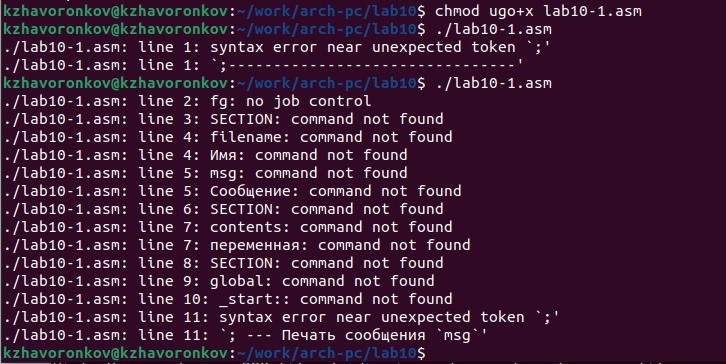 kzhavoronkov@kzhavoronkov:~/work/arch-pc/lab10$ chmod ugo+x lab10-1.asm
kzhavoronkov@kzhavoronkov:~/work/arch-pc/lab10$ ./lab10-1.asm
./lab10-1.asm: line 1: syntax error near unexpected token `;'
./lab10-1.asm: line 1: `;--------------------------------'
kzhavoronkov@kzhavoronkov:~/work/arch-pc/lab10$ ./lab10-1.asm
./lab10-1.asm: line 2: fg: no job control
./lab10-1.asm: line 3: SECTION: command not found
./lab10-1.asm: line 4: filename: command not found
./lab10-1.asm: line 4: Имя: command not found
./lab10-1.asm: line 5: msg: command not found
./lab10-1.asm: line 5: Сообщение: command not found
./lab10-1.asm: line 6: SECTION: command not found
./lab10-1.asm: line 7: contents: command not found
./lab10-1.asm: line 7: переменная: command not found
./lab10-1.asm: line 8: SECTION: command not found
./lab10-1.asm: line 9: global: command not found
./lab10-1.asm: line 10: _start:: command not found
./lab10-1.asm: line 11: syntax error near unexpected token `;'
./lab10-1.asm: line 11: `; --- Печать сообщения `msg`'
kzhavoronkov@kzhavoronkov:~/work/arch-pc/lab10$